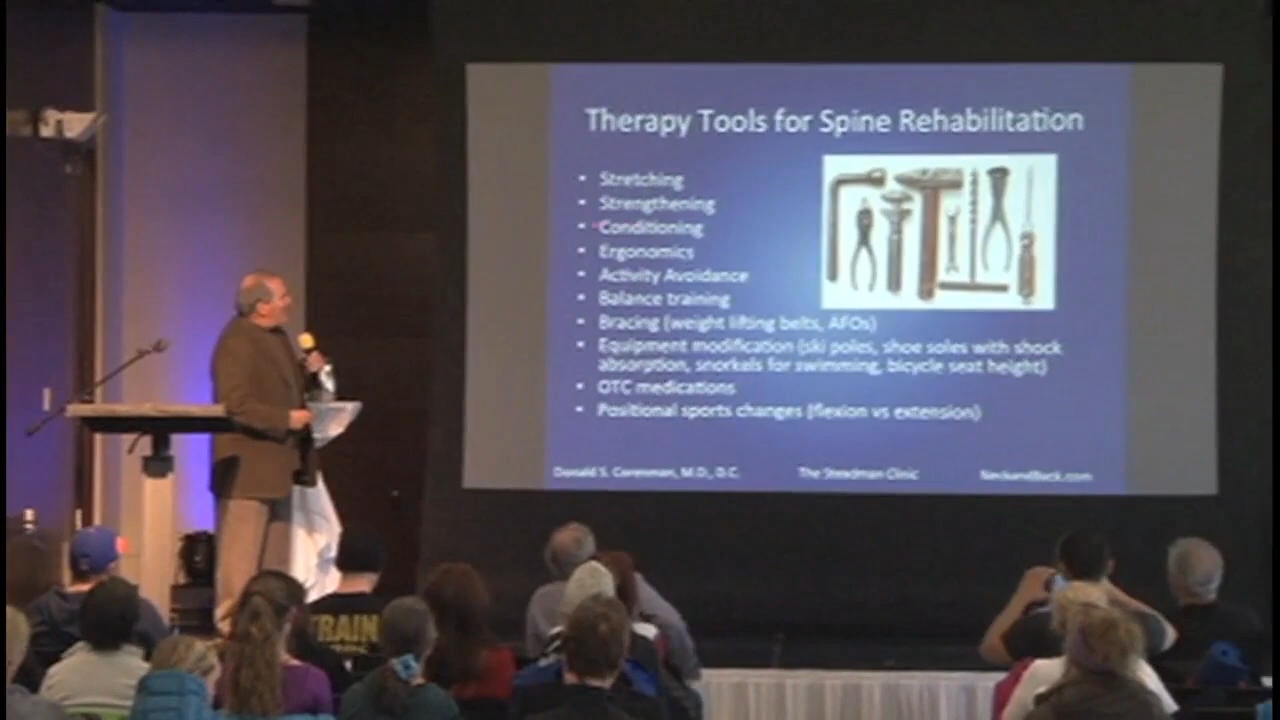 Therapy Tools for Spine Rehabilitation
• Stretching
• Strengthening
• Conditioning
• Ergonomics
• Activity Avoidance
• Balance training
• Bracing (weight lifting belts, AFOs)
• Equipment modification (ski poles, shoe soles with shock
absorption, snorkels for swimming, bicycle seat height)
• OTC medications
• Positional sports changes (flexion vs extension)
Donald S. Corenman, M.D., D.C. The Steadman Clinic NeckandBack.com
TRAIN